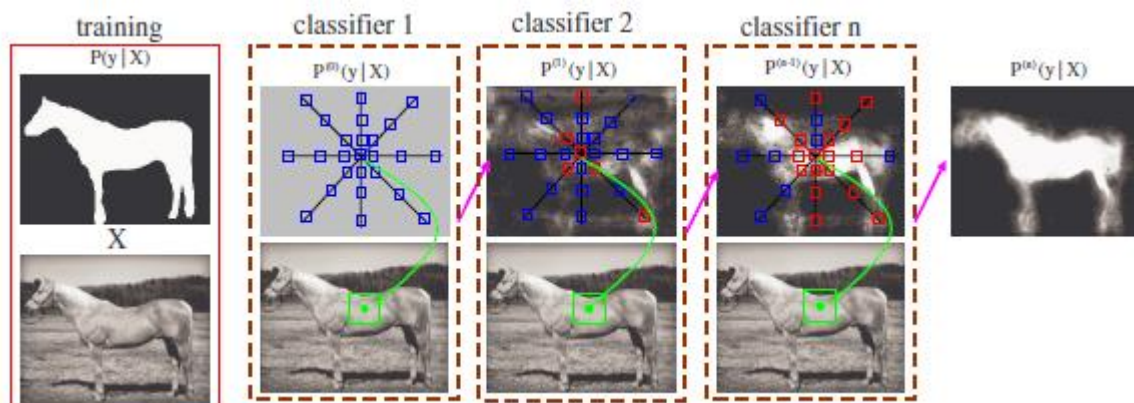 training
P(y | X)
X
classifier 1
P⁽⁰⁾(y | X)
classifier 2
P⁽¹⁾(y | X)
classifier n
P⁽ⁿ⁻¹⁾(y | X)
P⁽ⁿ⁾(y | X)